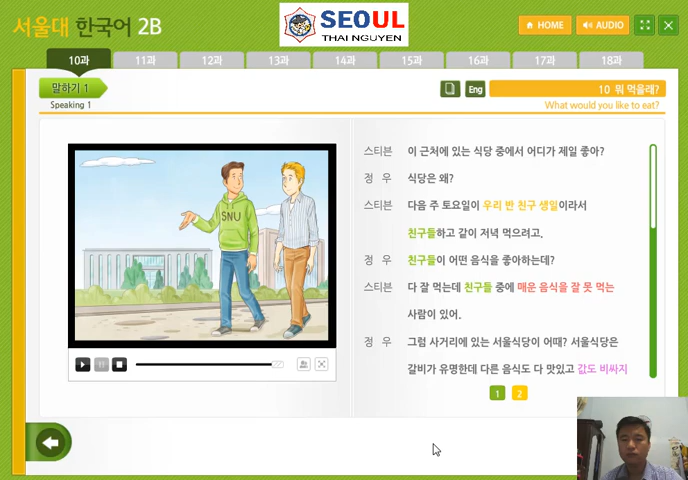 서울대 한국어 2B
SEOUL
THAI NGUYEN
HOME
AUDIO
10과
11과
12과
13과
14과
15과
16과
17과
18과
말하기 1
Speaking 1
Eng
10 뭐 먹을래?
What would you like to eat?
스티븐 이 근처에 있는 식당 중에서 어디가 제일 좋아?
정 우 식당은 왜?
스티븐 다음 주 토요일이 우리 반 친구 생일이라서
친구들하고 같이 저녁 먹으려고.
정 우 친구들이 어떤 음식을 좋아하는데?
스티븐 다 잘 먹는데 친구들 중에 매운 음식을 잘 못 먹는
사람이 있어.
정 우 그럼 사거리에 있는 서울식당이 어때? 서울식당은
갈비가 유명한데 다른 음식도 다 맛있고 값도 비싸지
1
2
SNU